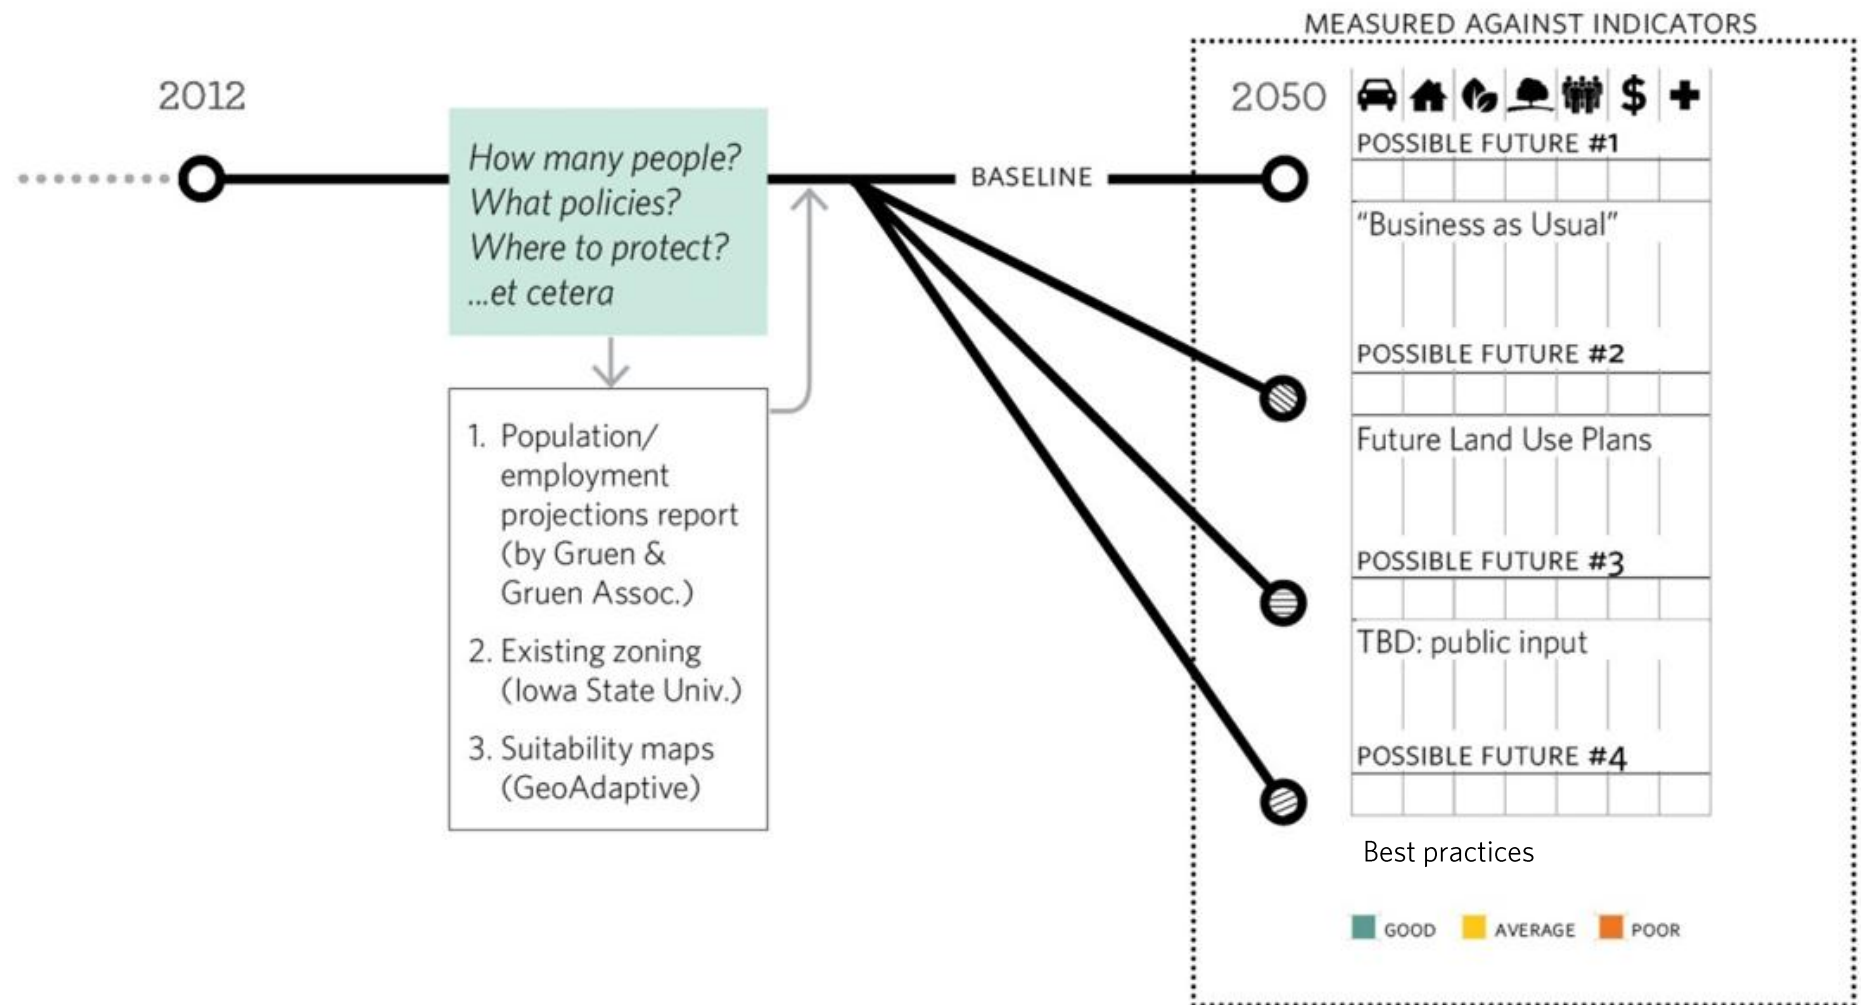 MEASURED AGAINST INDICATORS
2012
2050
$
How many people?
What policies?
Where to protect?
...et cetera
BASELINE
1. Population/
employment
projections report
(by Gruen &
Gruen Assoc.)
2. Existing zoning
(Iowa State Univ.)
3. Suitability maps
(GeoAdaptive)
POSSIBLE FUTURE #1
“Business as Usual”
POSSIBLE FUTURE #2
Future Land Use Plans
POSSIBLE FUTURE #3
TBD: public input
POSSIBLE FUTURE #4
Best practices
GOOD AVERAGE POOR